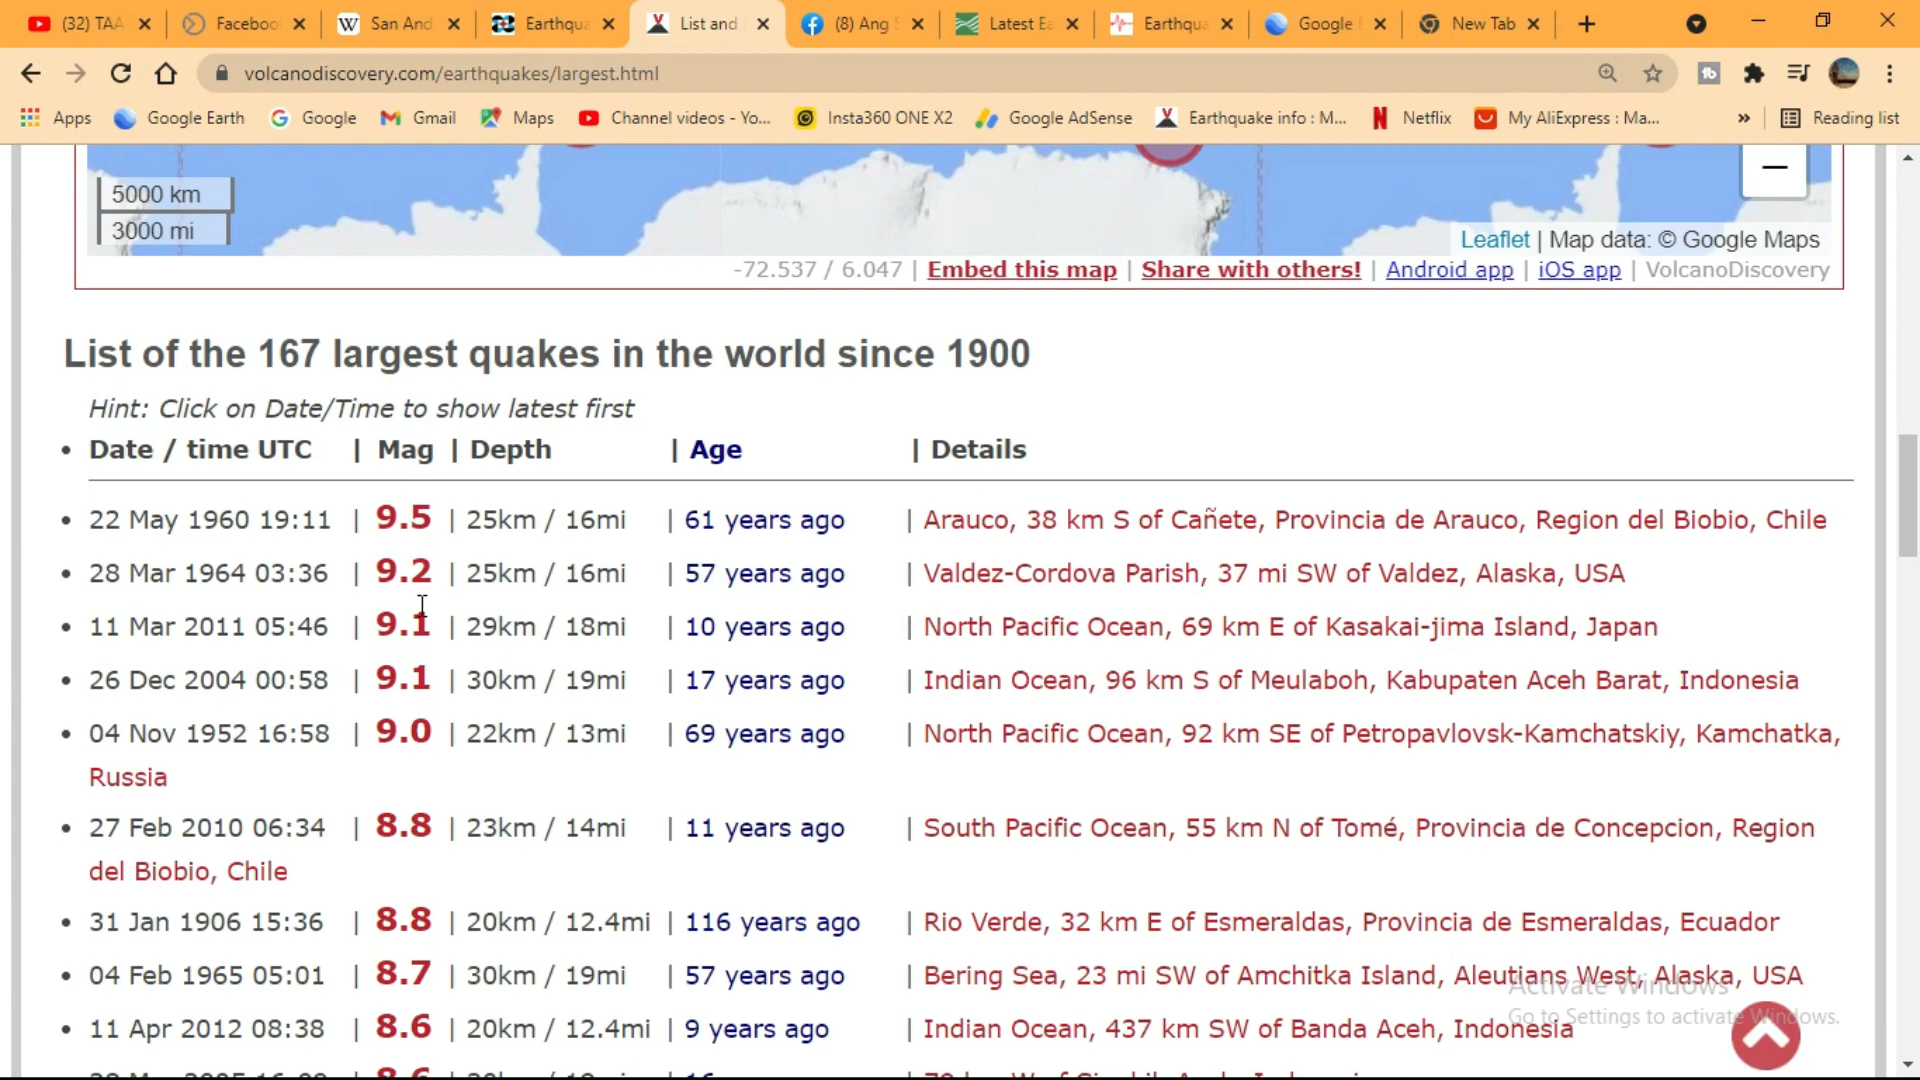 (32) TAA
Faceboo
San And
Earthqua
List and
(8) Ang S
Latest Ea
Earthqua
Google E
New Tab
volcanodiscovery.com/earthquakes/largest.html
Apps
Google Earth
Google
Gmail
Maps
Channel videos - Yo...
Insta360 ONE X2
Google AdSense
Earthquake info : M...
Netflix
My AliExpress : Ma...
»
Reading list
5000 km
3000 mi
Leaflet | Map data: © Google Maps
-72.537 / 6.047 | Embed this map | Share with others! | Android app | iOS app | VolcanoDiscovery
List of the 167 largest quakes in the world since 1900
Hint: Click on Date/Time to show latest first
• Date / time UTC | Mag | Depth | Age | Details
• 22 May 1960 19:11 | 9.5 | 25km / 16mi | 61 years ago | Arauco, 38 km S of Cañete, Provincia de Arauco, Region del Biobio, Chile
• 28 Mar 1964 03:36 | 9.2 | 25km / 16mi | 57 years ago | Valdez-Cordova Parish, 37 mi SW of Valdez, Alaska, USA
• 11 Mar 2011 05:46 | 9.1 | 29km / 18mi | 10 years ago | North Pacific Ocean, 69 km E of Kasakai-jima Island, Japan
• 26 Dec 2004 00:58 | 9.1 | 30km / 19mi | 17 years ago | Indian Ocean, 96 km S of Meulaboh, Kabupaten Aceh Barat, Indonesia
• 04 Nov 1952 16:58 | 9.0 | 22km / 13mi | 69 years ago | North Pacific Ocean, 92 km SE of Petropavlovsk-Kamchatskiy, Kamchatka,
Russia
• 27 Feb 2010 06:34 | 8.8 | 23km / 14mi | 11 years ago | South Pacific Ocean, 55 km N of Tomé, Provincia de Concepcion, Region
del Biobio, Chile
• 31 Jan 1906 15:36 | 8.8 | 20km / 12.4mi | 116 years ago | Rio Verde, 32 km E of Esmeraldas, Provincia de Esmeraldas, Ecuador
• 04 Feb 1965 05:01 | 8.7 | 30km / 19mi | 57 years ago | Bering Sea, 23 mi SW of Amchitka Island, Aleutians West, Alaska, USA
• 11 Apr 2012 08:38 | 8.6 | 20km / 12.4mi | 9 years ago | Indian Ocean, 437 km SW of Banda Aceh, Indonesia
Activate Windows
Go to Settings to activate Windows.